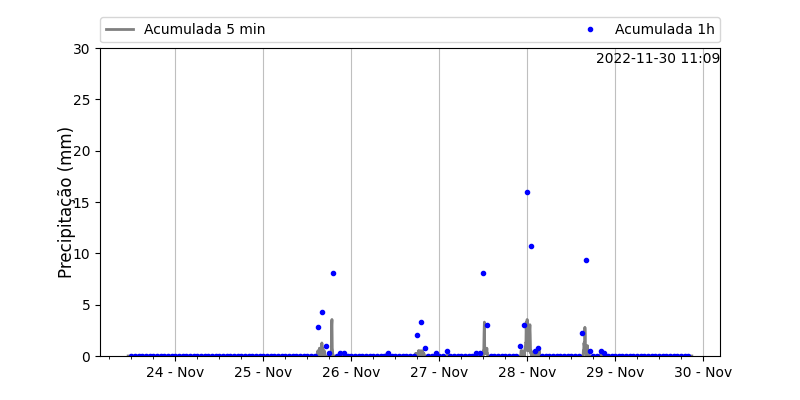 Acumulada 5 min
Acumulada 1h
2022-11-30 11:09
Precipitação (mm)
30
25
20
15
10
5
0
24 - Nov
25 - Nov
26 - Nov
27 - Nov
28 - Nov
29 - Nov
30 - Nov